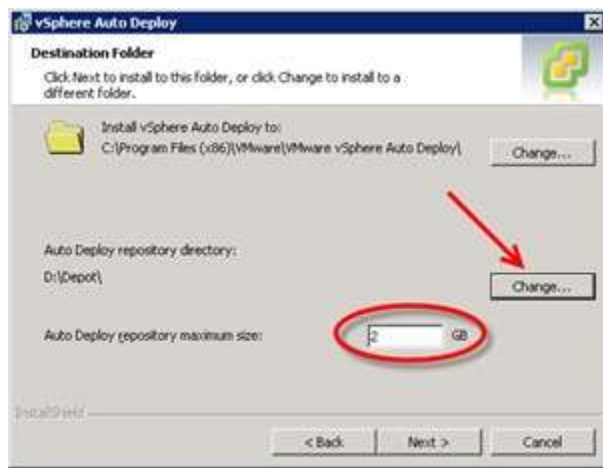 vSphere Auto Deploy
Destination Folder
Click Next to install to this folder, or click Change to install to a
different folder.
Install vSphere Auto Deploy to:
C:\Program Files (x86)\VMware\VMware vSphere Auto Deploy\
Change...
Auto Deploy repository directory:
D:\Depot\
Change...
Auto Deploy repository maximum size:
2 GB
InstallShield
< Back Next > Cancel